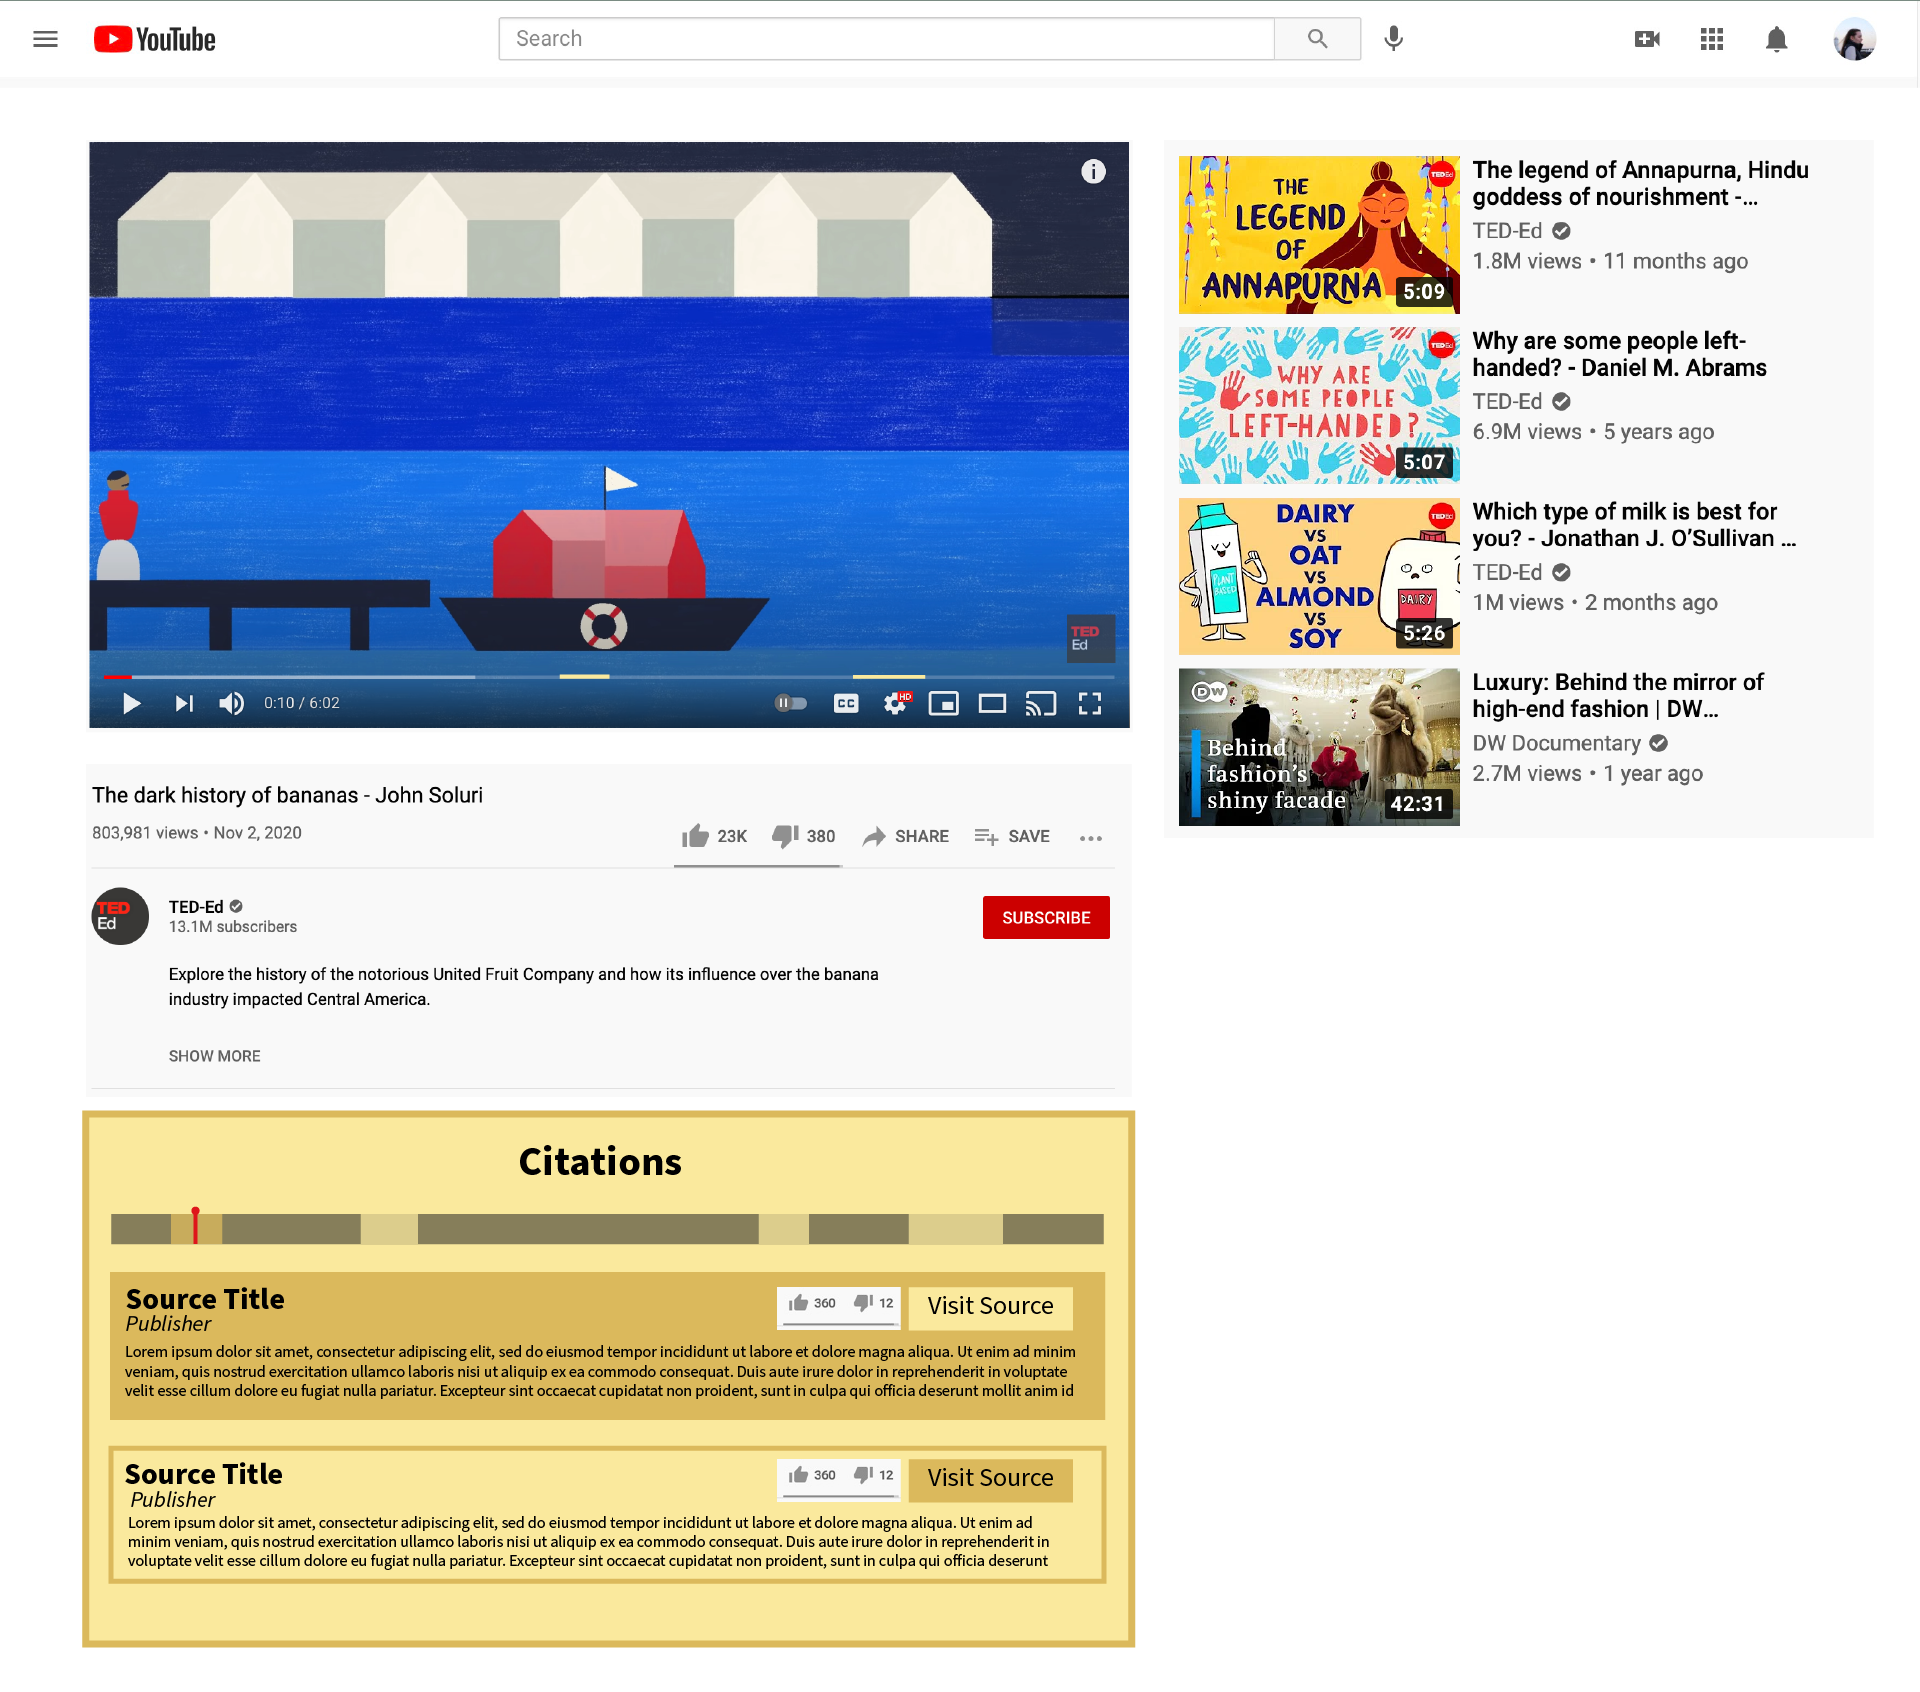 YouTube
Search
i
TED
Ed
0:10 / 6:02
CC
HD
The dark history of bananas - John Soluri
803,981 views • Nov 2, 2020
23K
380
SHARE
SAVE
TED
Ed
TED-Ed
13.1M subscribers
SUBSCRIBE
Explore the history of the notorious United Fruit Company and how its influence over the banana
industry impacted Central America.
SHOW MORE
Citations
Source Title
Publisher
360
12
Visit Source
Lorem ipsum dolor sit amet, consectetur adipiscing elit, sed do eiusmod tempor incididunt ut labore et dolore magna aliqua. Ut enim ad minim
veniam, quis nostrud exercitation ullamco laboris nisi ut aliquip ex ea commodo consequat. Duis aute irure dolor in reprehenderit in voluptate
velit esse cillum dolore eu fugiat nulla pariatur. Excepteur sint occaecat cupidatat non proident, sunt in culpa qui officia deserunt mollit anim id
Source Title
Publisher
360
12
Visit Source
Lorem ipsum dolor sit amet, consectetur adipiscing elit, sed do eiusmod tempor incididunt ut labore et dolore magna aliqua. Ut enim ad
minim veniam, quis nostrud exercitation ullamco laboris nisi ut aliquip ex ea commodo consequat. Duis aute irure dolor in reprehenderit in
voluptate velit esse cillum dolore eu fugiat nulla pariatur. Excepteur sint occaecat cupidatat non proident, sunt in culpa qui officia deserunt
THE
LEGEND
OF
ANNAPURNA
TED-Ed
5:09
The legend of Annapurna, Hindu
goddess of nourishment -...
TED-Ed
1.8M views • 11 months ago
WHY ARE
SOME PEOPLE
LEFT-HANDED?
TED-Ed
5:07
Why are some people left-
handed? - Daniel M. Abrams
TED-Ed
6.9M views • 5 years ago
DAIRY
VS
OAT
VS
ALMOND
VS
SOY
PLANT
BASED
DAIRY
TED-Ed
5:26
Which type of milk is best for
you? - Jonathan J. O'Sullivan ...
TED-Ed
1M views • 2 months ago
DW
Behind
fashion's
shiny facade
42:31
Luxury: Behind the mirror of
high-end fashion | DW...
DW Documentary
2.7M views • 1 year ago